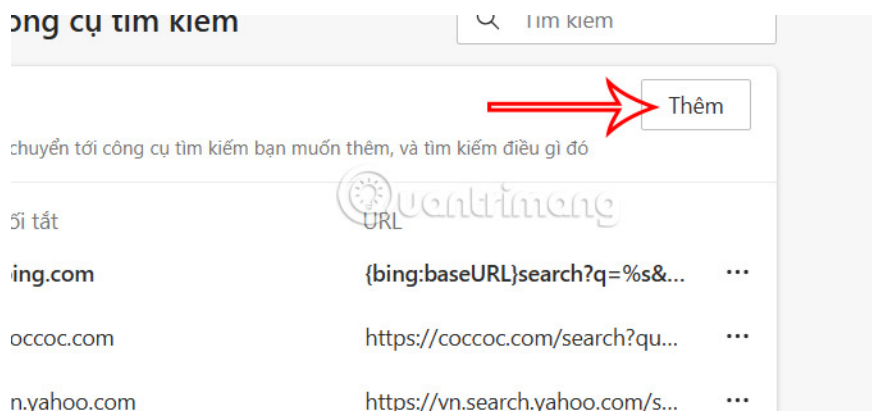 ông cụ tìm kiếm
Tìm kiếm
Thêm
chuyển tới công cụ tìm kiếm bạn muốn thêm, và tìm kiếm điều gì đó
Quantrimang
ối tắt URL
ing.com {bing:baseURL}search?q=%s&...
occoc.com https://coccoc.com/search?qu...
n.yahoo.com https://vn.search.yahoo.com/s...